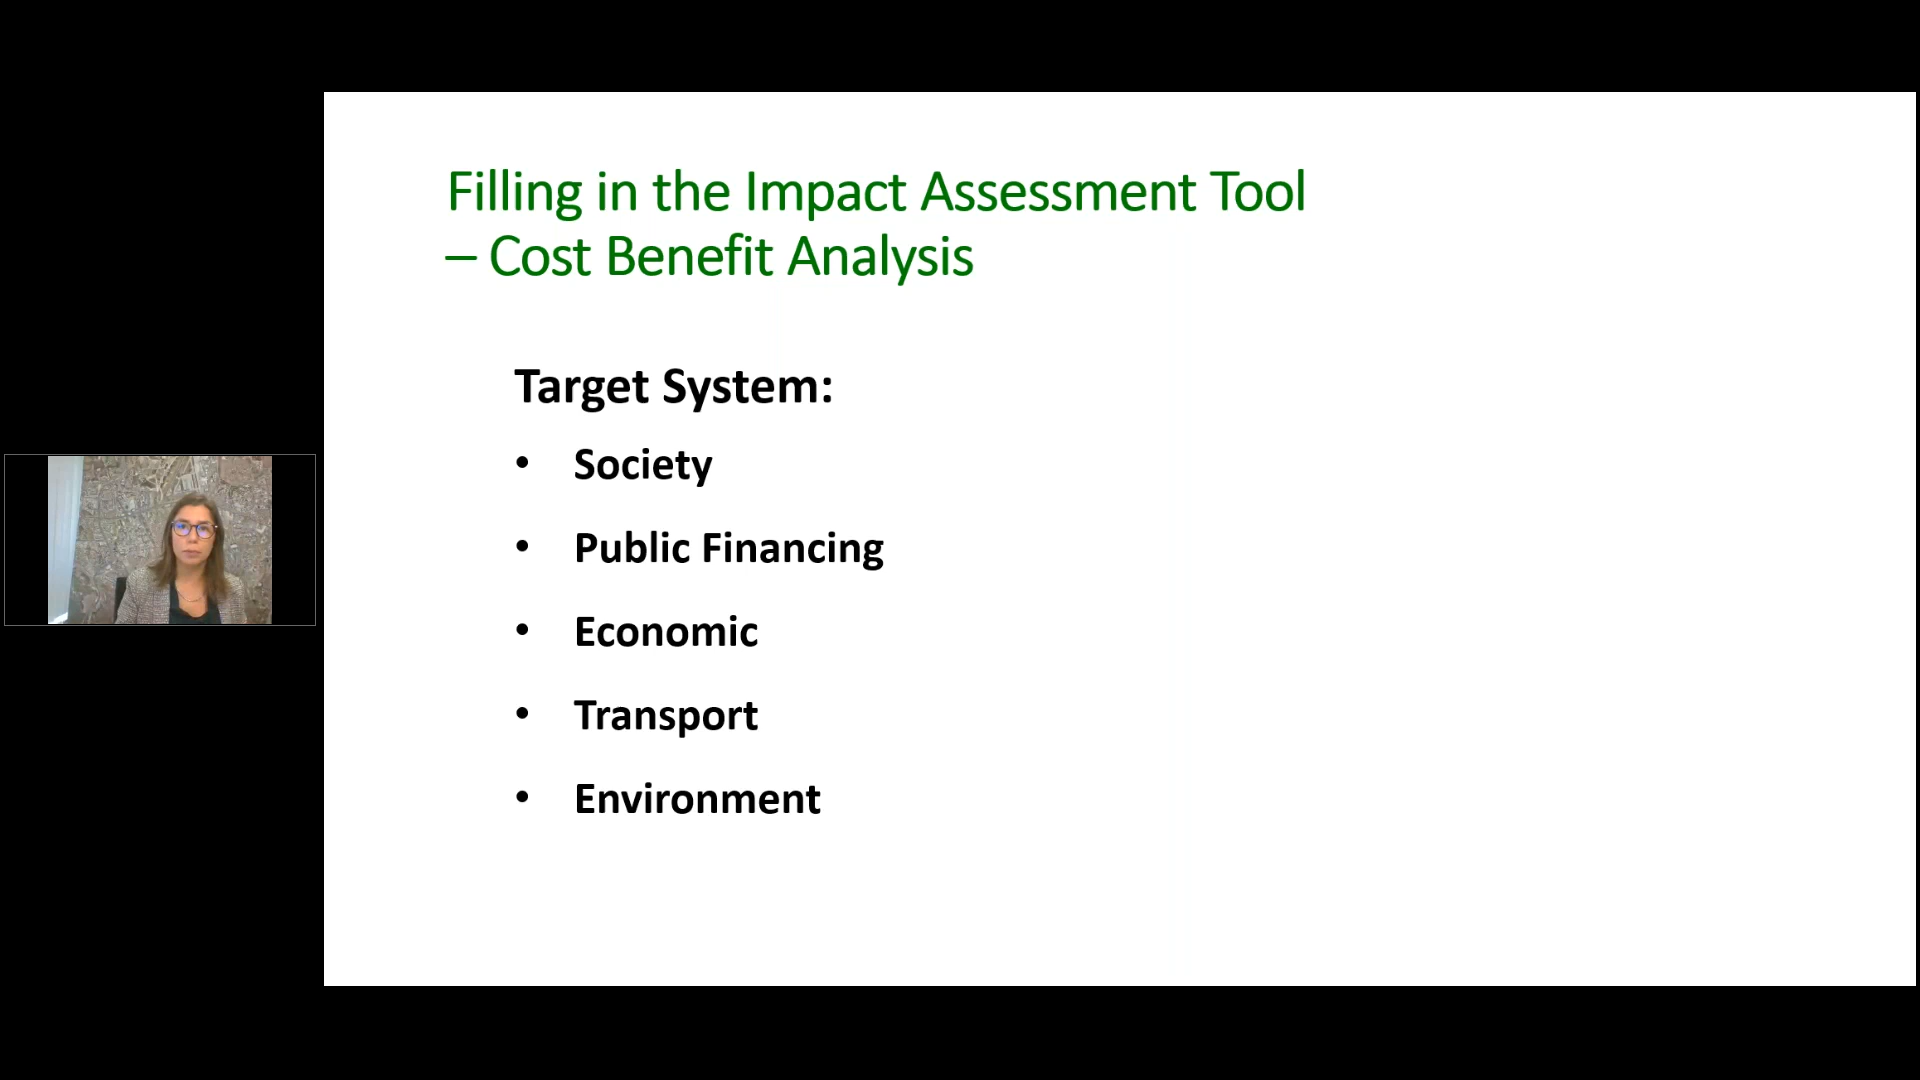 Filling in the Impact Assessment Tool
– Cost Benefit Analysis
Target System:
• Society
• Public Financing
• Economic
• Transport
• Environment